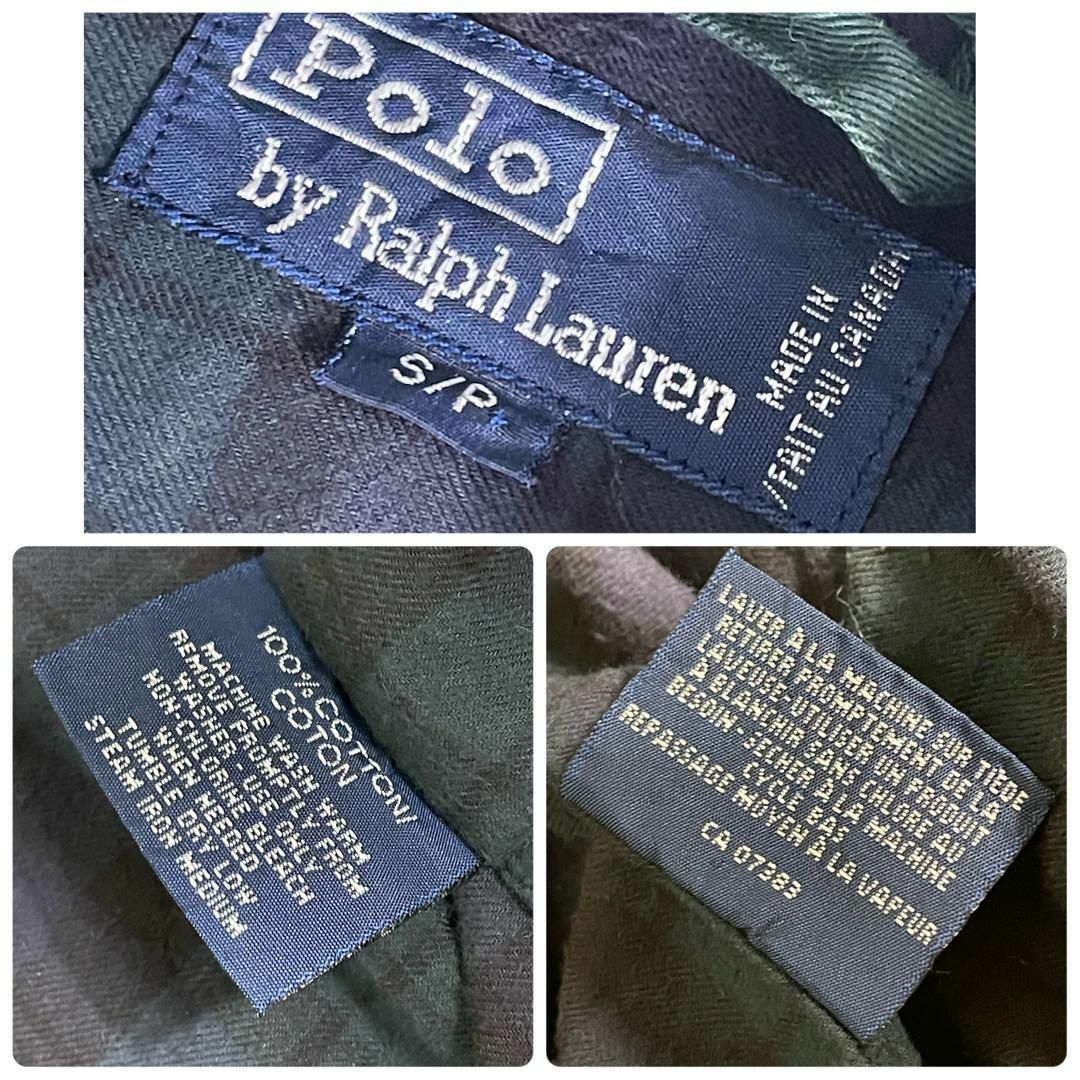 Polo
by Ralph Lauren
MADE IN
/FAIT AU CANADA
S/P
100% COTTON/
COTON
MACHINE WASH WARM
REMOVE PROMPTLY FROM
WASHER-USE ONLY
NON-CHLORINE BLEACH
WHEN NEEDED
TUMBLE DRY LOW
STEAM IRON MEDIUM
LAVER À LA MACHINE SUR TIÈDE
RETIRER PROMPTEMENT DE LA
LAVEUSE-UTILISER UN PRODUIT
À BLANCHIR SANS CHLORE AU
BESOIN-SÉCHER À LA MACHINE
CYCLE BAS
REPASSAGE MOYEN À LA VAPEUR
CA 07983